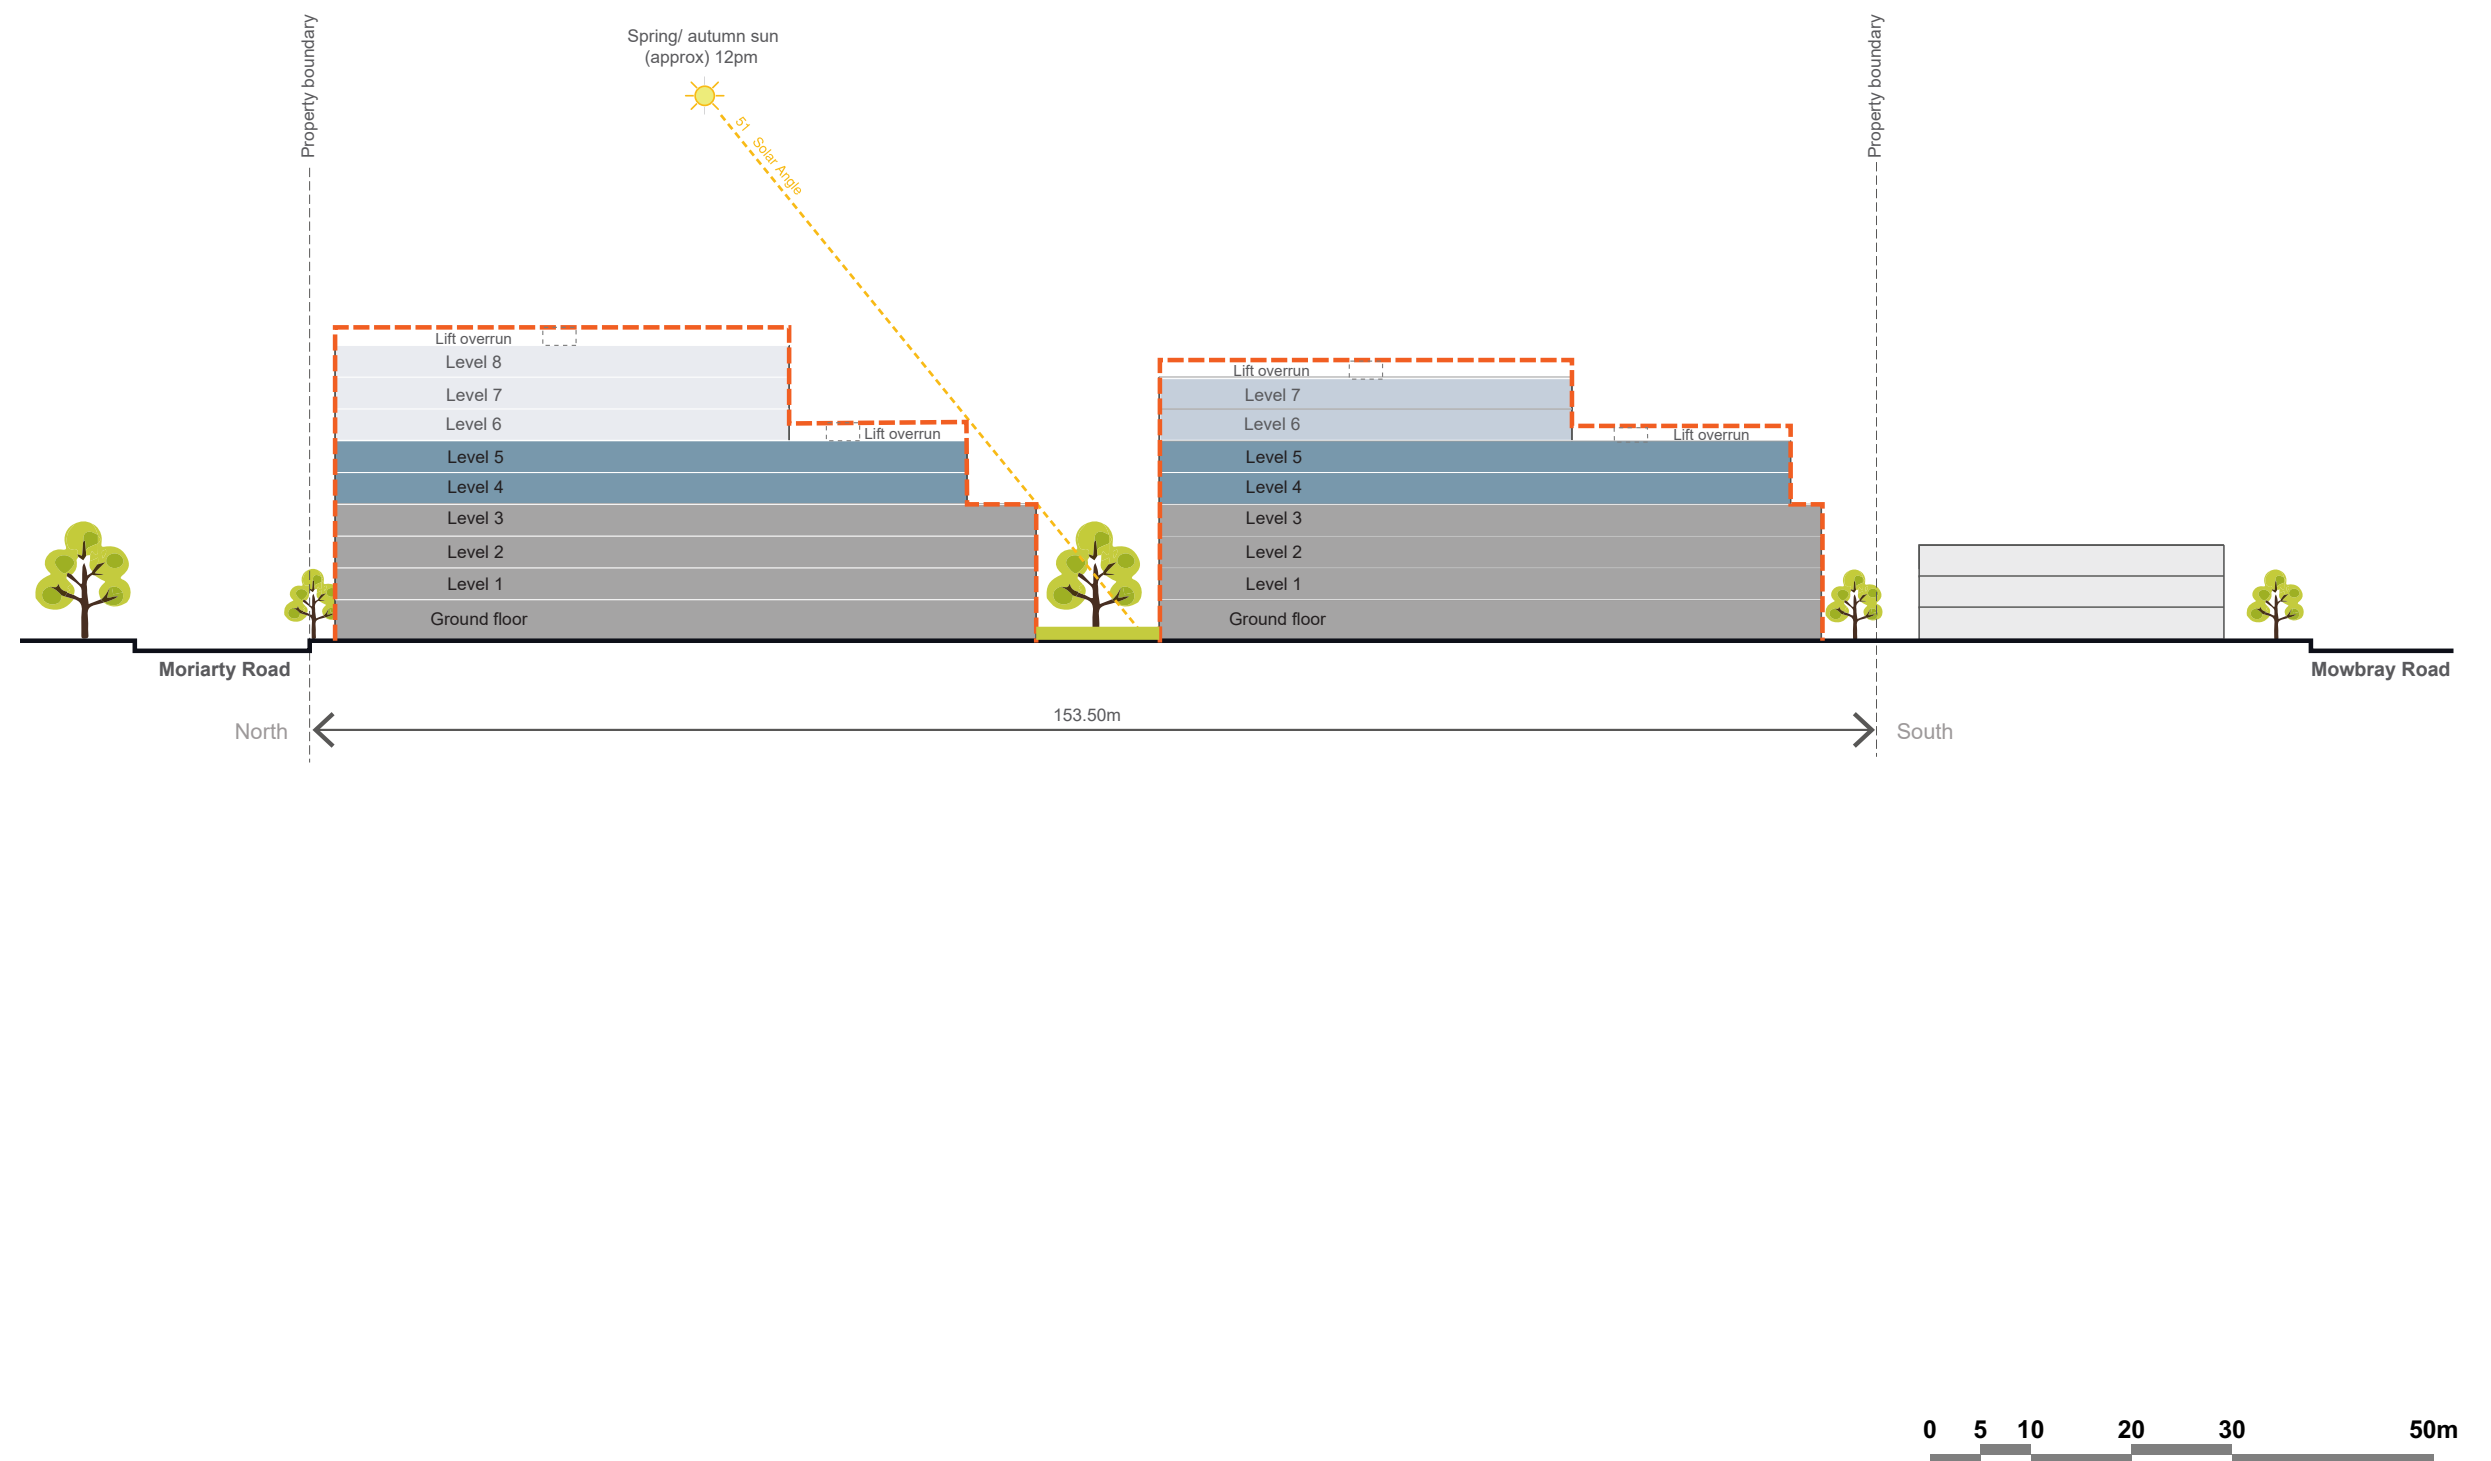 Property boundary
Spring/ autumn sun
(approx) 12pm
Property boundary
51   Solar Angle
Lift overrun
Level 8
Level 7
Level 6
Lift overrun
Level 5
Level 4
Level 3
Level 2
Level 1
Ground floor
Lift overrun
Level 7
Level 6
Lift overrun
Level 5
Level 4
Level 3
Level 2
Level 1
Ground floor
Moriarty Road
Mowbray Road
North
153.50m
South
0 5 10 20 30 50m